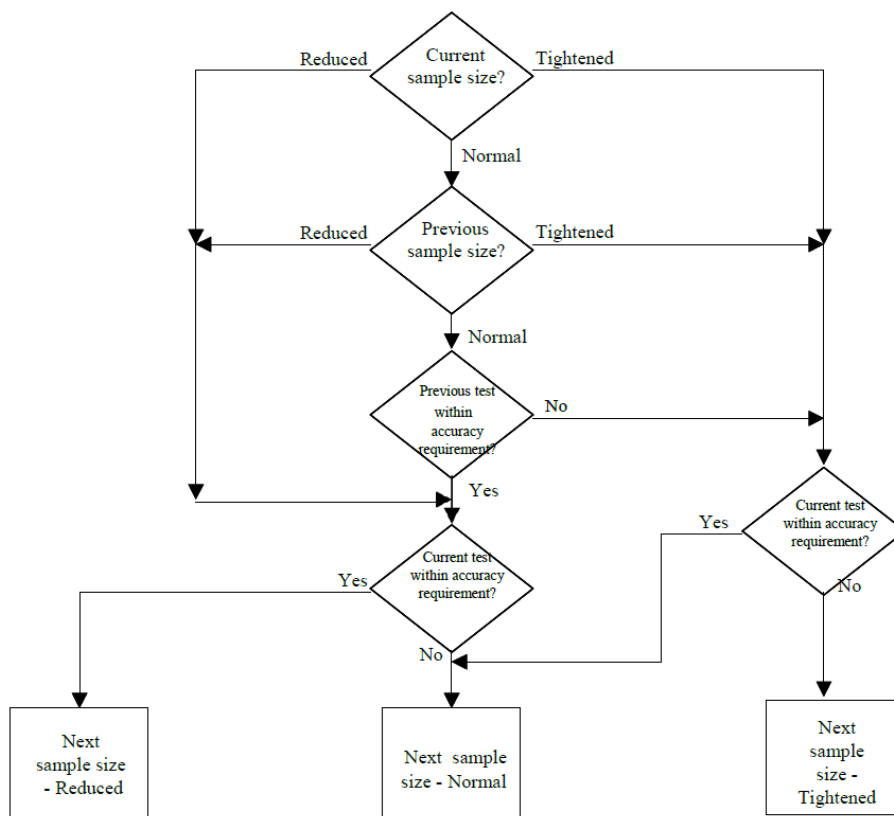 Reduced
Current
sample size?
Tightened
Normal
Reduced
Previous
sample size?
Tightened
Normal
Previous test
within
accuracy
requirement?
No
Yes
Current test
within accuracy
requirement?
Yes
No
Current test
within accuracy
requirement?
Yes
No
Next
sample size
- Reduced
Next sample
size - Normal
Next
sample
size -
Tightened